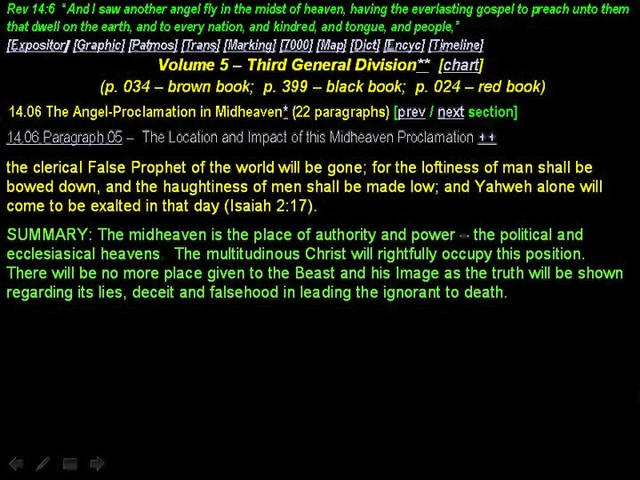 Rev 14:6 "And I saw another angel fly in the midst of heaven, having the everlasting gospel to preach unto them
that dwell on the earth, and to every nation, and kindred, and tongue, and people,"
[Expositor] [Graphic] [Patmos] [Trans] [Marking] [7000] [Map] [Dict] [Encyc] [Timeline]
Volume 5 – Third General Division** [chart]
(p. 034 – brown book; p. 399 – black book; p. 024 – red book)
14.06 The Angel-Proclamation in Midheaven* (22 paragraphs) [prev / next section]
14.06 Paragraph 05 – The Location and Impact of this Midheaven Proclamation ++
the clerical False Prophet of the world will be gone; for the loftiness of man shall be
bowed down, and the haughtiness of men shall be made low; and Yahweh alone will
come to be exalted in that day (Isaiah 2:17).
SUMMARY: The midheaven is the place of authority and power -- the political and
ecclesiasical heavens. The multitudinous Christ will rightfully occupy this position.
There will be no more place given to the Beast and his Image as the truth will be shown
regarding its lies, deceit and falsehood in leading the ignorant to death.